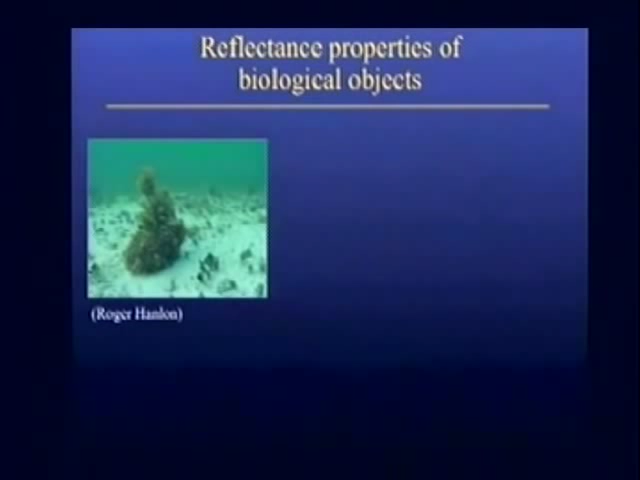 Reflectance properties of
biological objects
(Roger Hanlon)